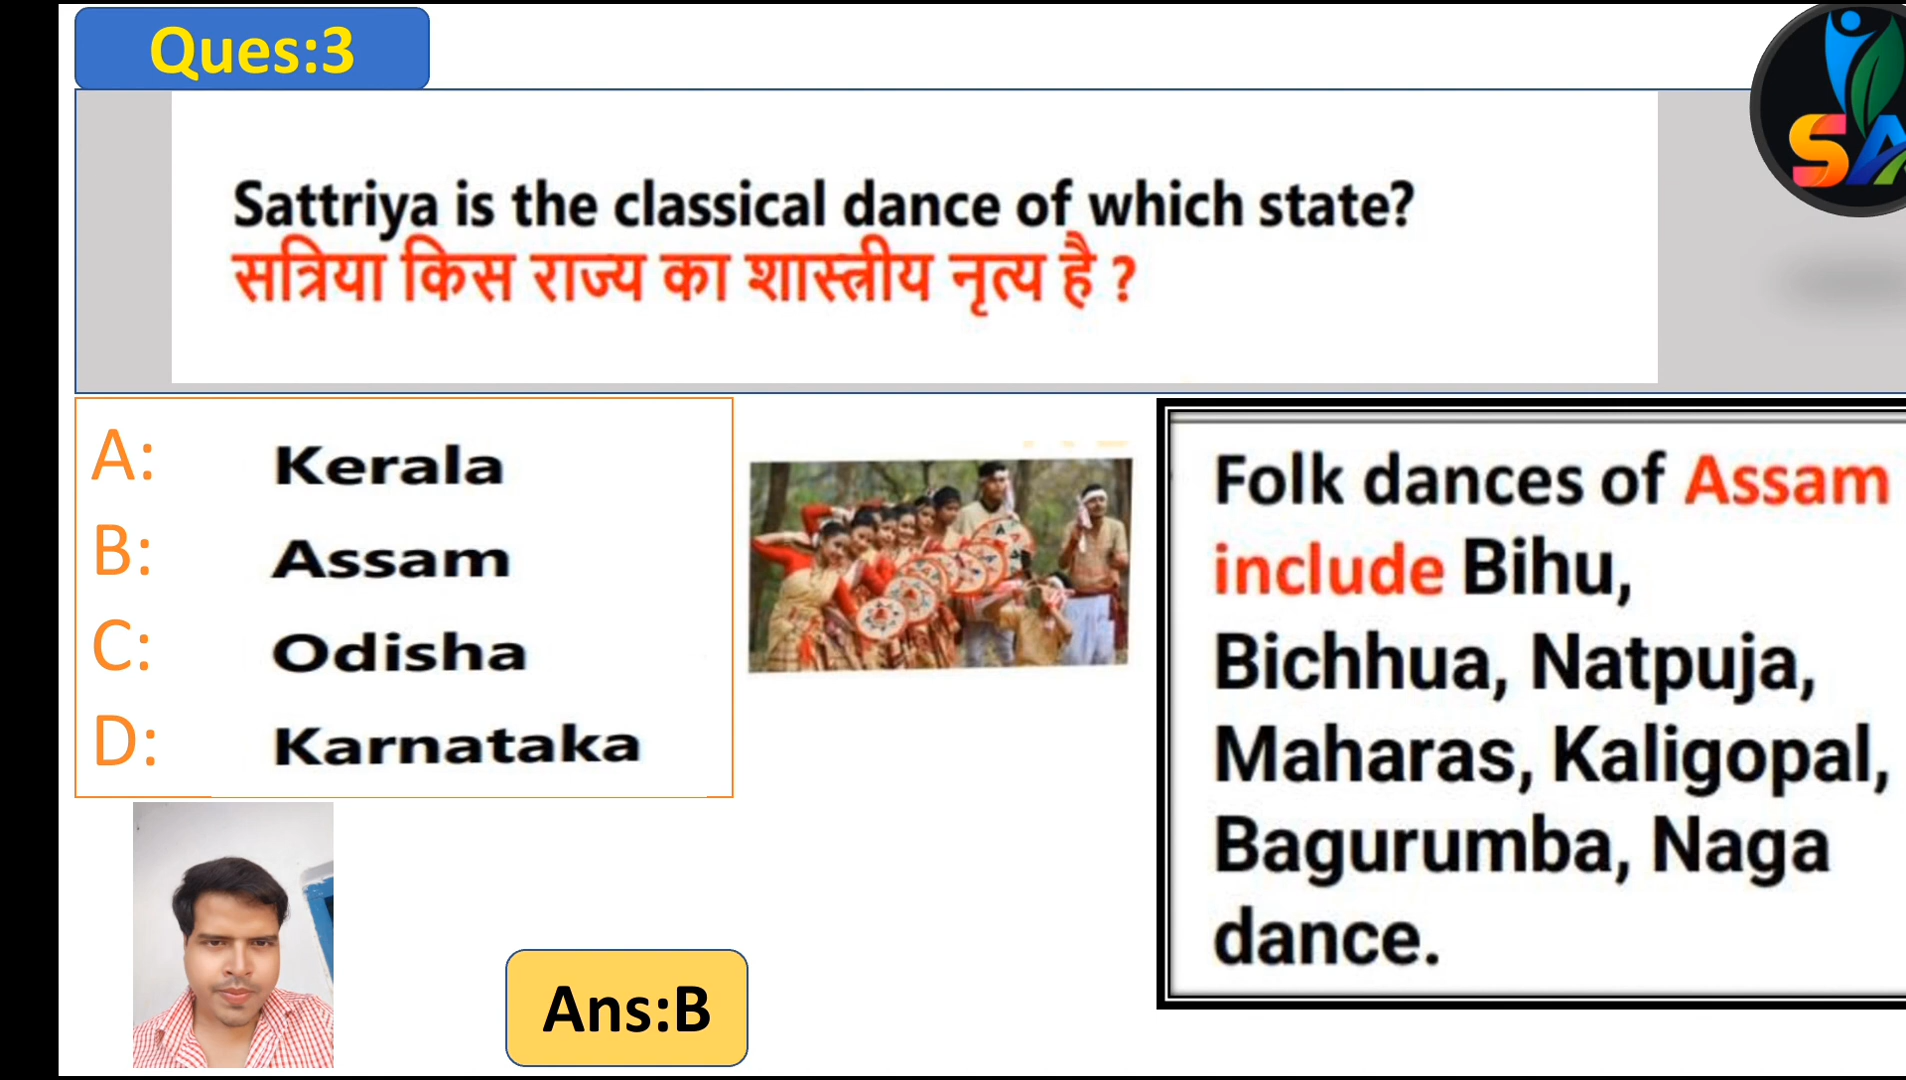 Ques:3
Sattriya is the classical dance of which state?
सत्रिया किस राज्य का शास्त्रीय नृत्य है ?
A: Kerala
B: Assam
C: Odisha
D: Karnataka
Folk dances of Assam
include Bihu,
Bichhua, Natpuja,
Maharas, Kaligopal,
Bagurumba, Naga
dance.
Ans:B
SA